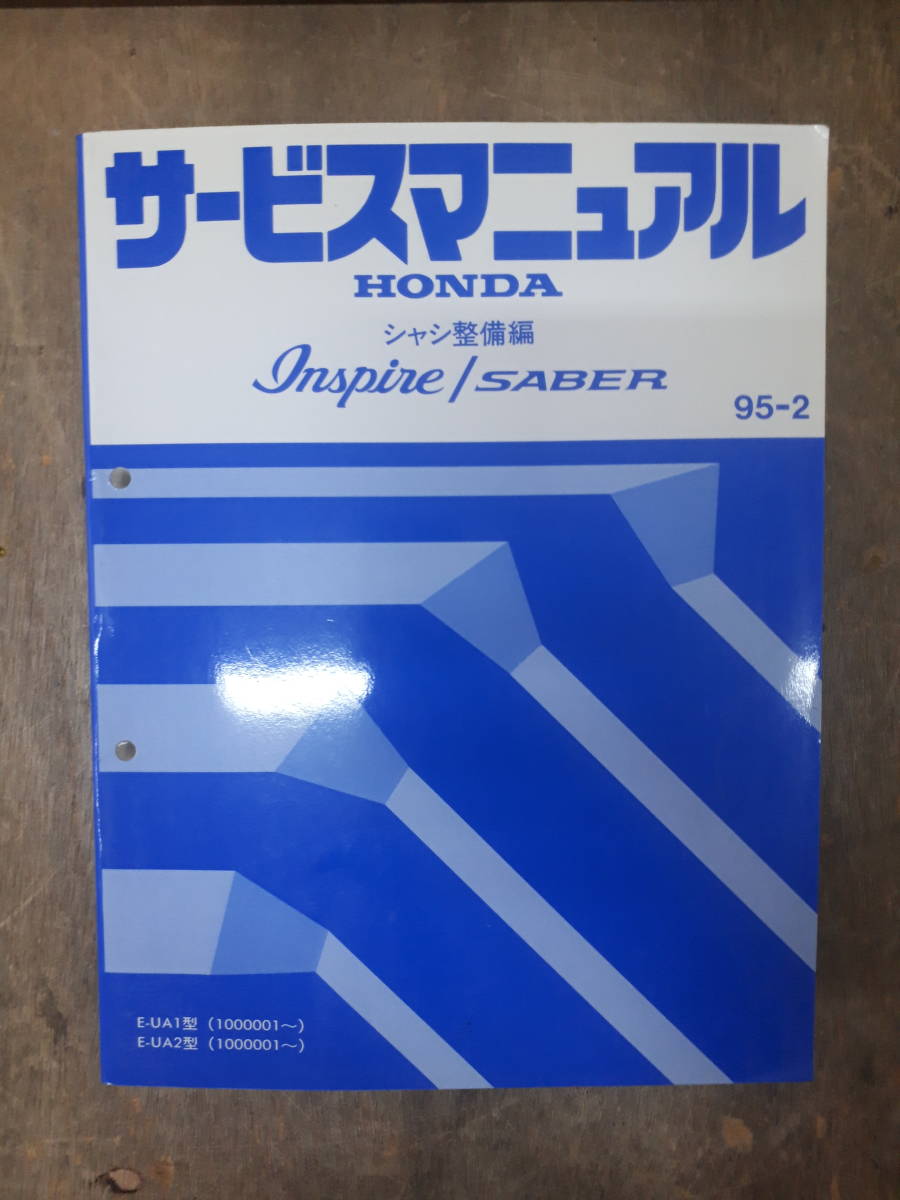 サービスマニュアル
HONDA
シャシ整備編
Inspire/SABER
95-2
E-UA1型 (1000001～)
E-UA2型 (1000001～)